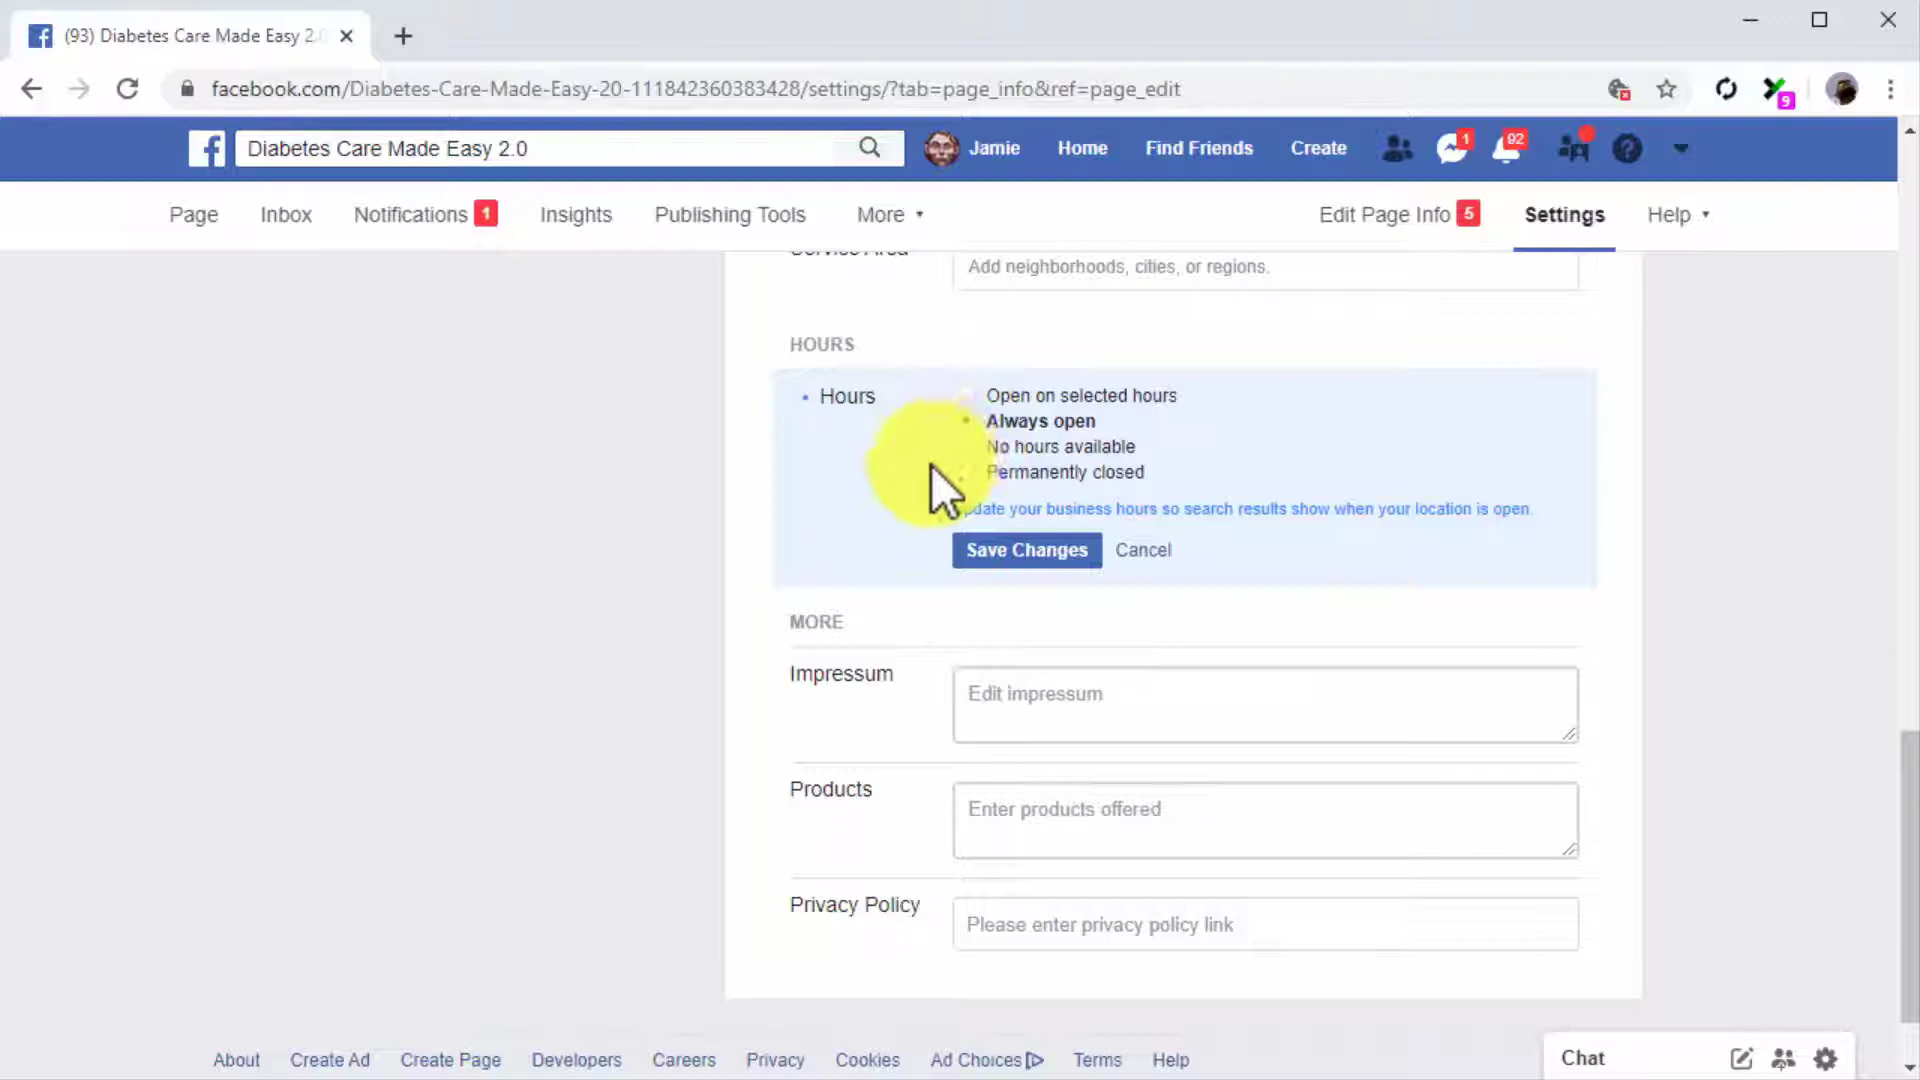 (93) Diabetes Care Made Easy 2.0
facebook.com/Diabetes-Care-Made-Easy-20-111842360383428/settings/?tab=page_info&ref=page_edit
9
Diabetes Care Made Easy 2.0
Jamie
Home
Find Friends
Create
1
92
Page
Inbox
Notifications 1
Insights
Publishing Tools
More
Edit Page Info 5
Settings
Help
Service Area
Add neighborhoods, cities, or regions.
HOURS
Hours
Open on selected hours
Always open
No hours available
Permanently closed
Update your business hours so search results show when your location is open.
Save Changes
Cancel
MORE
Impressum
Edit impressum
Products
Enter products offered
Privacy Policy
Please enter privacy policy link
About
Create Ad
Create Page
Developers
Careers
Privacy
Cookies
Ad Choices
Terms
Help
Chat